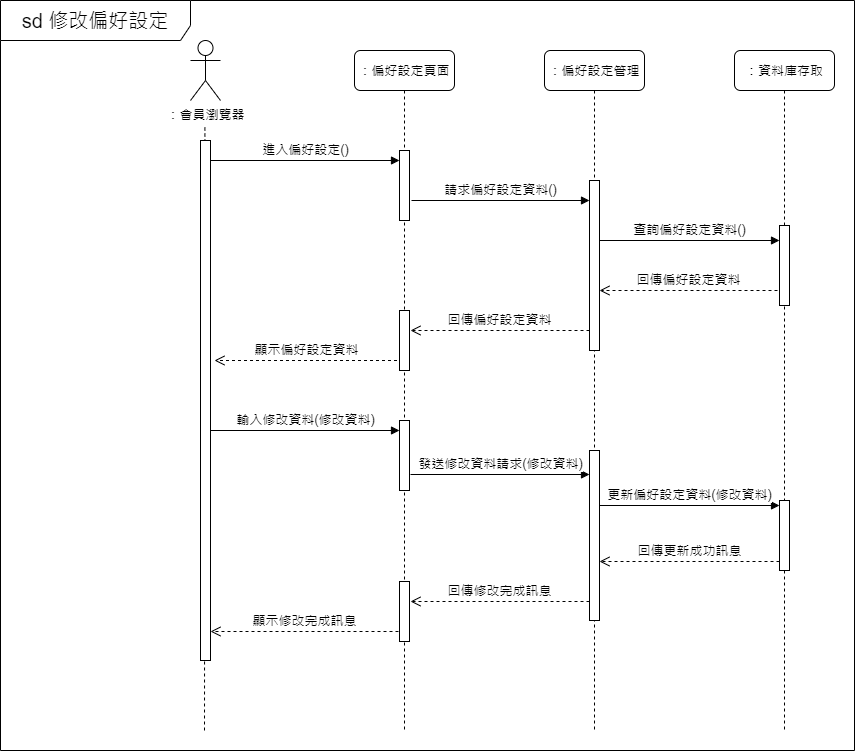 sd 修改偏好設定
：會員瀏覽器
：偏好設定頁面
：偏好設定管理
：資料庫存取
進入偏好設定()
請求偏好設定資料()
查詢偏好設定資料()
回傳偏好設定資料
回傳偏好設定資料
顯示偏好設定資料
輸入修改資料(修改資料)
發送修改資料請求(修改資料)
更新偏好設定資料(修改資料)
回傳更新成功訊息
回傳修改完成訊息
顯示修改完成訊息